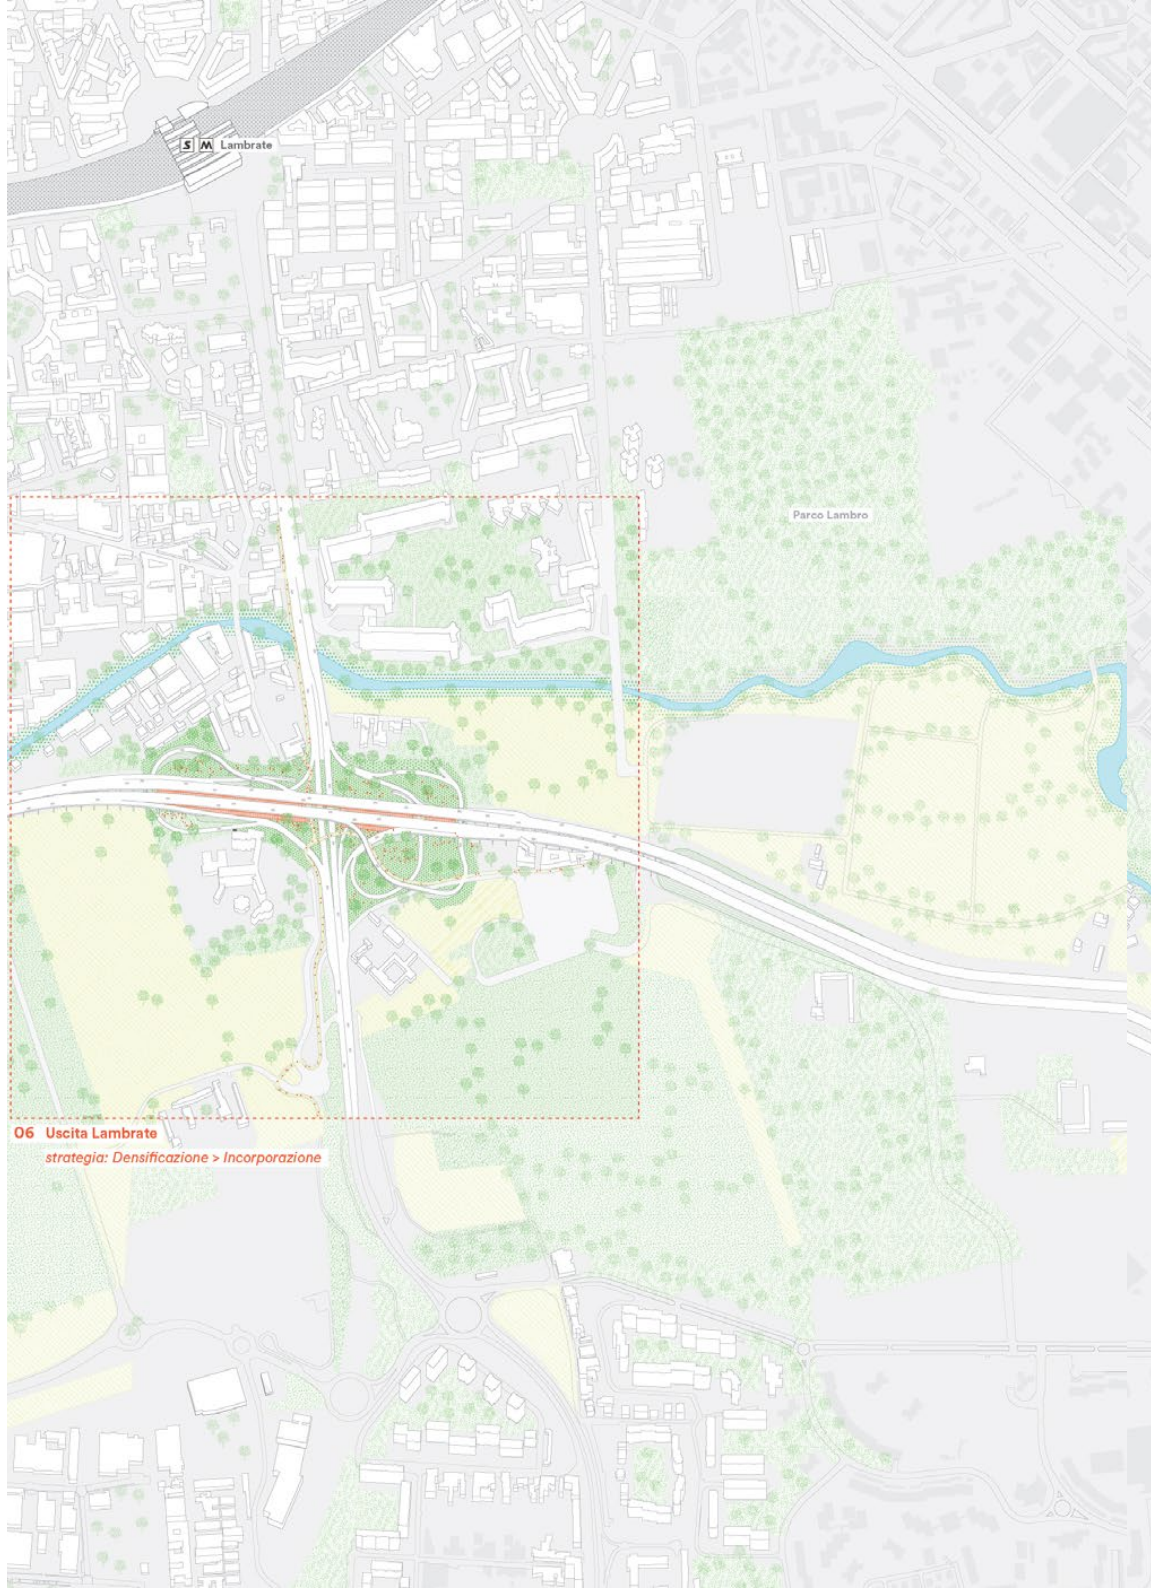 S M Lambrate
Parco Lambro
06 Uscita Lambrate
strategia: Densificazione > Incorporazione